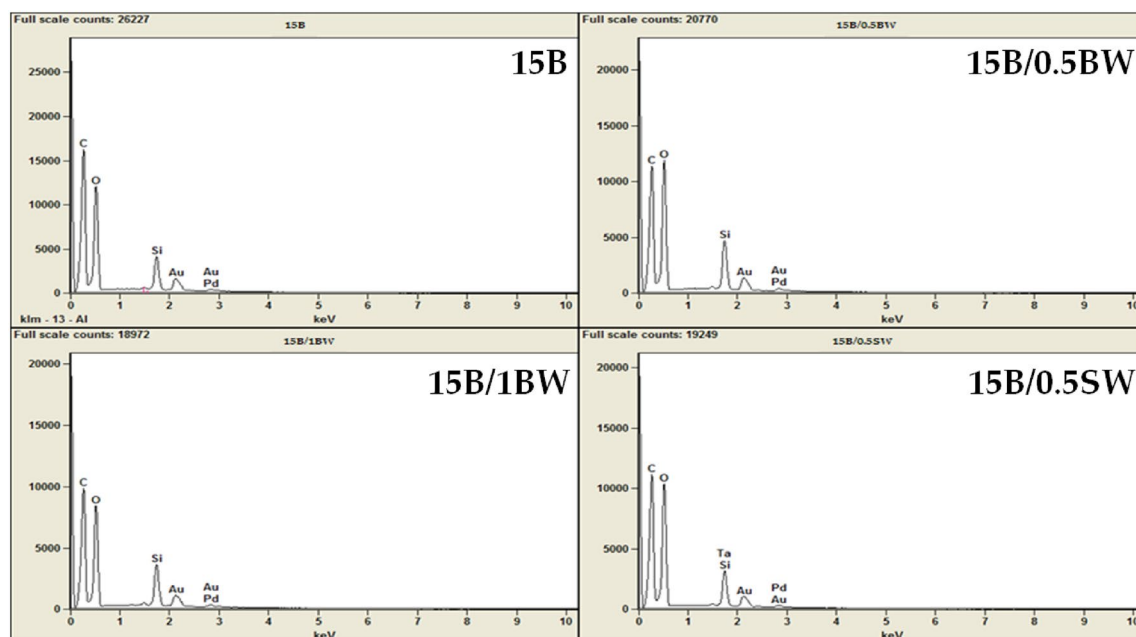 Full scale counts: 26227
15B
15B
25000
20000
15000
10000
5000
0
C
O
Si
Au
Au
Pd
0 1 2 3 4 5 6 7 8 9 10
klm - 13 - Al
keV
Full scale counts: 20770
15B/0.5BW
15B/0.5BW
20000
15000
10000
5000
0
C
O
Si
Au
Au
Pd
0 1 2 3 4 5 6 7 8 9 10
keV
Full scale counts: 18972
15B/1BW
15B/1BW
20000
15000
10000
5000
0
C
O
Si
Au
Au
Pd
0 1 2 3 4 5 6 7 8 9 10
keV
Full scale counts: 19249
15B/0.5SW
15B/0.5SW
20000
15000
10000
5000
0
C
O
Ta
Si
Au
Pd
Au
0 1 2 3 4 5 6 7 8 9 10
keV